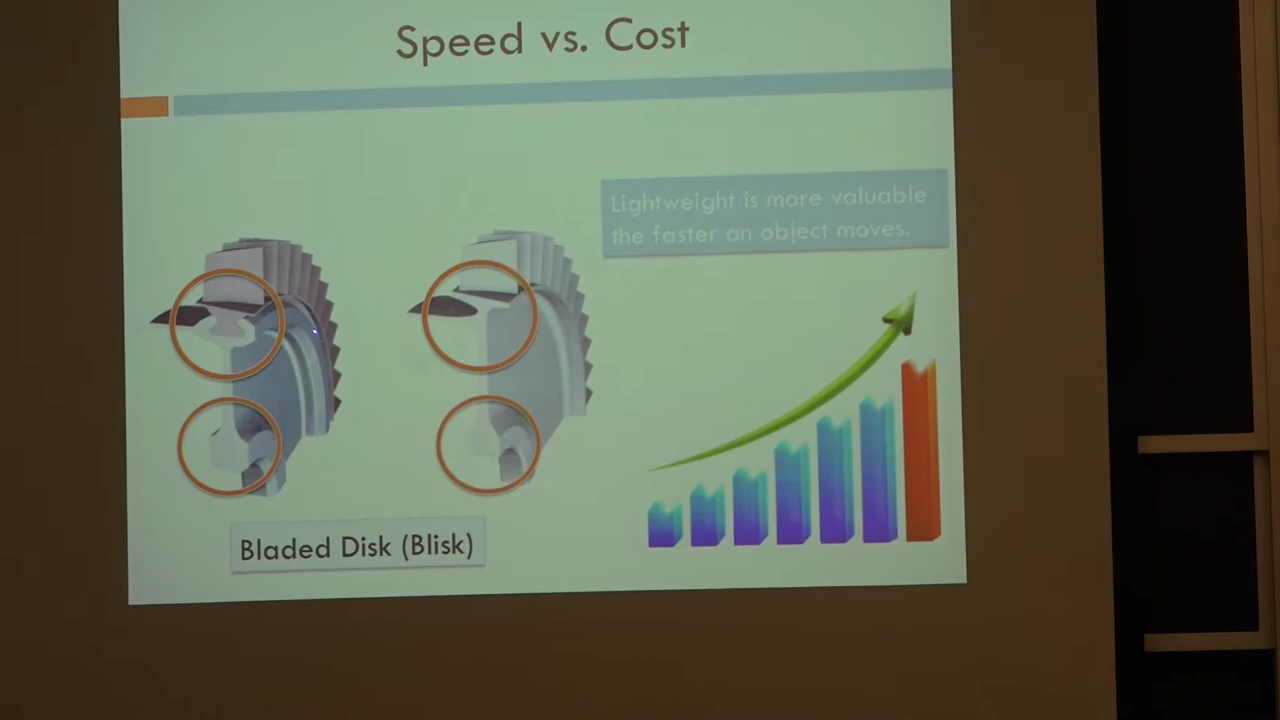 Speed vs. Cost
Lightweight is more valuable
the faster an object moves.
Bladed Disk (Blisk)